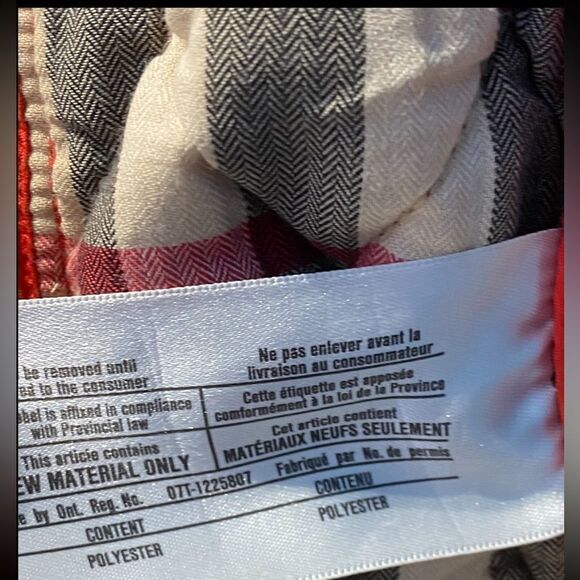 be removed until
ed to the consumer
Ne pas enlever avant la
livraison au consommateur
abel is affixed in compliance
with Provincial law
Cette étiquette est apposée
comformément à la loi de la Province
This article contains
EW MATERIAL ONLY
Cet article contient
MATÉRIAUX NEUFS SEULEMENT
e by Ont. Reg. No. 07T-1225807 Fabriqué par No. de permis
CONTENT
POLYESTER
CONTENU
POLYESTER